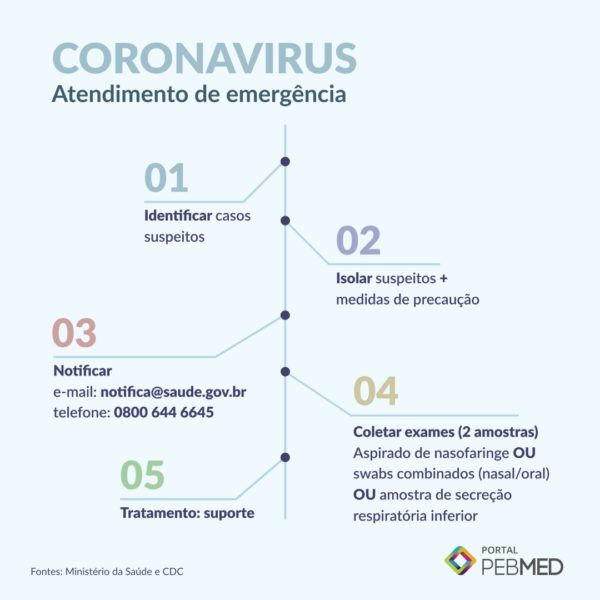 CORONAVIRUS
Atendimento de emergência
01
Identificar casos
suspeitos
02
Isolar suspeitos +
medidas de precaução
03
Notificar
e-mail: notifica@saude.gov.br
telefone: 0800 644 6645
04
Coletar exames (2 amostras)
Aspirado de nasofaringe OU
swabs combinados (nasal/oral)
OU amostra de secreção
respiratória inferior
05
Tratamento: suporte
Fontes: Ministério da Saúde e CDC
PORTAL
PEBMED